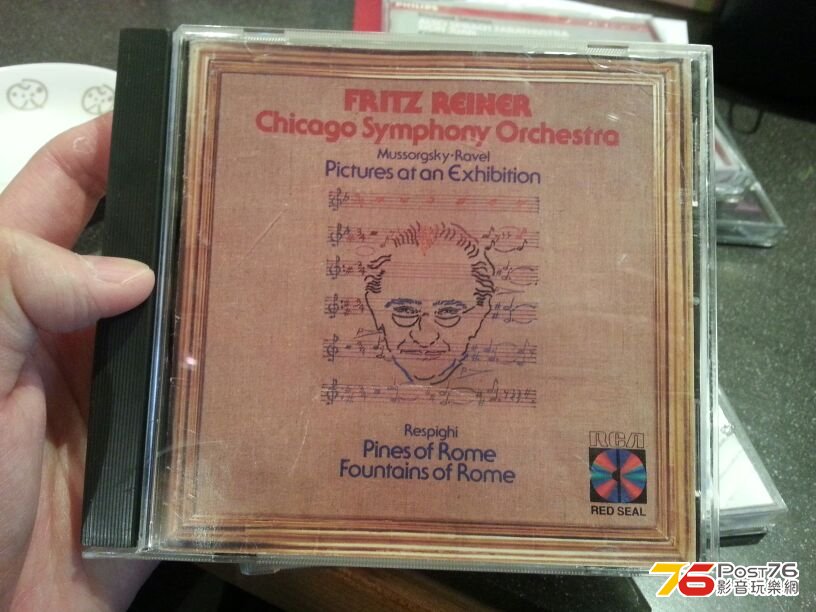 PHILIPS
FRITZ REINER
Chicago Symphony Orchestra
Mussorgsky·Ravel
Pictures at an Exhibition
Respighi
Pines of Rome
Fountains of Rome
RCA
RED SEAL
76 Post76
影音玩樂網